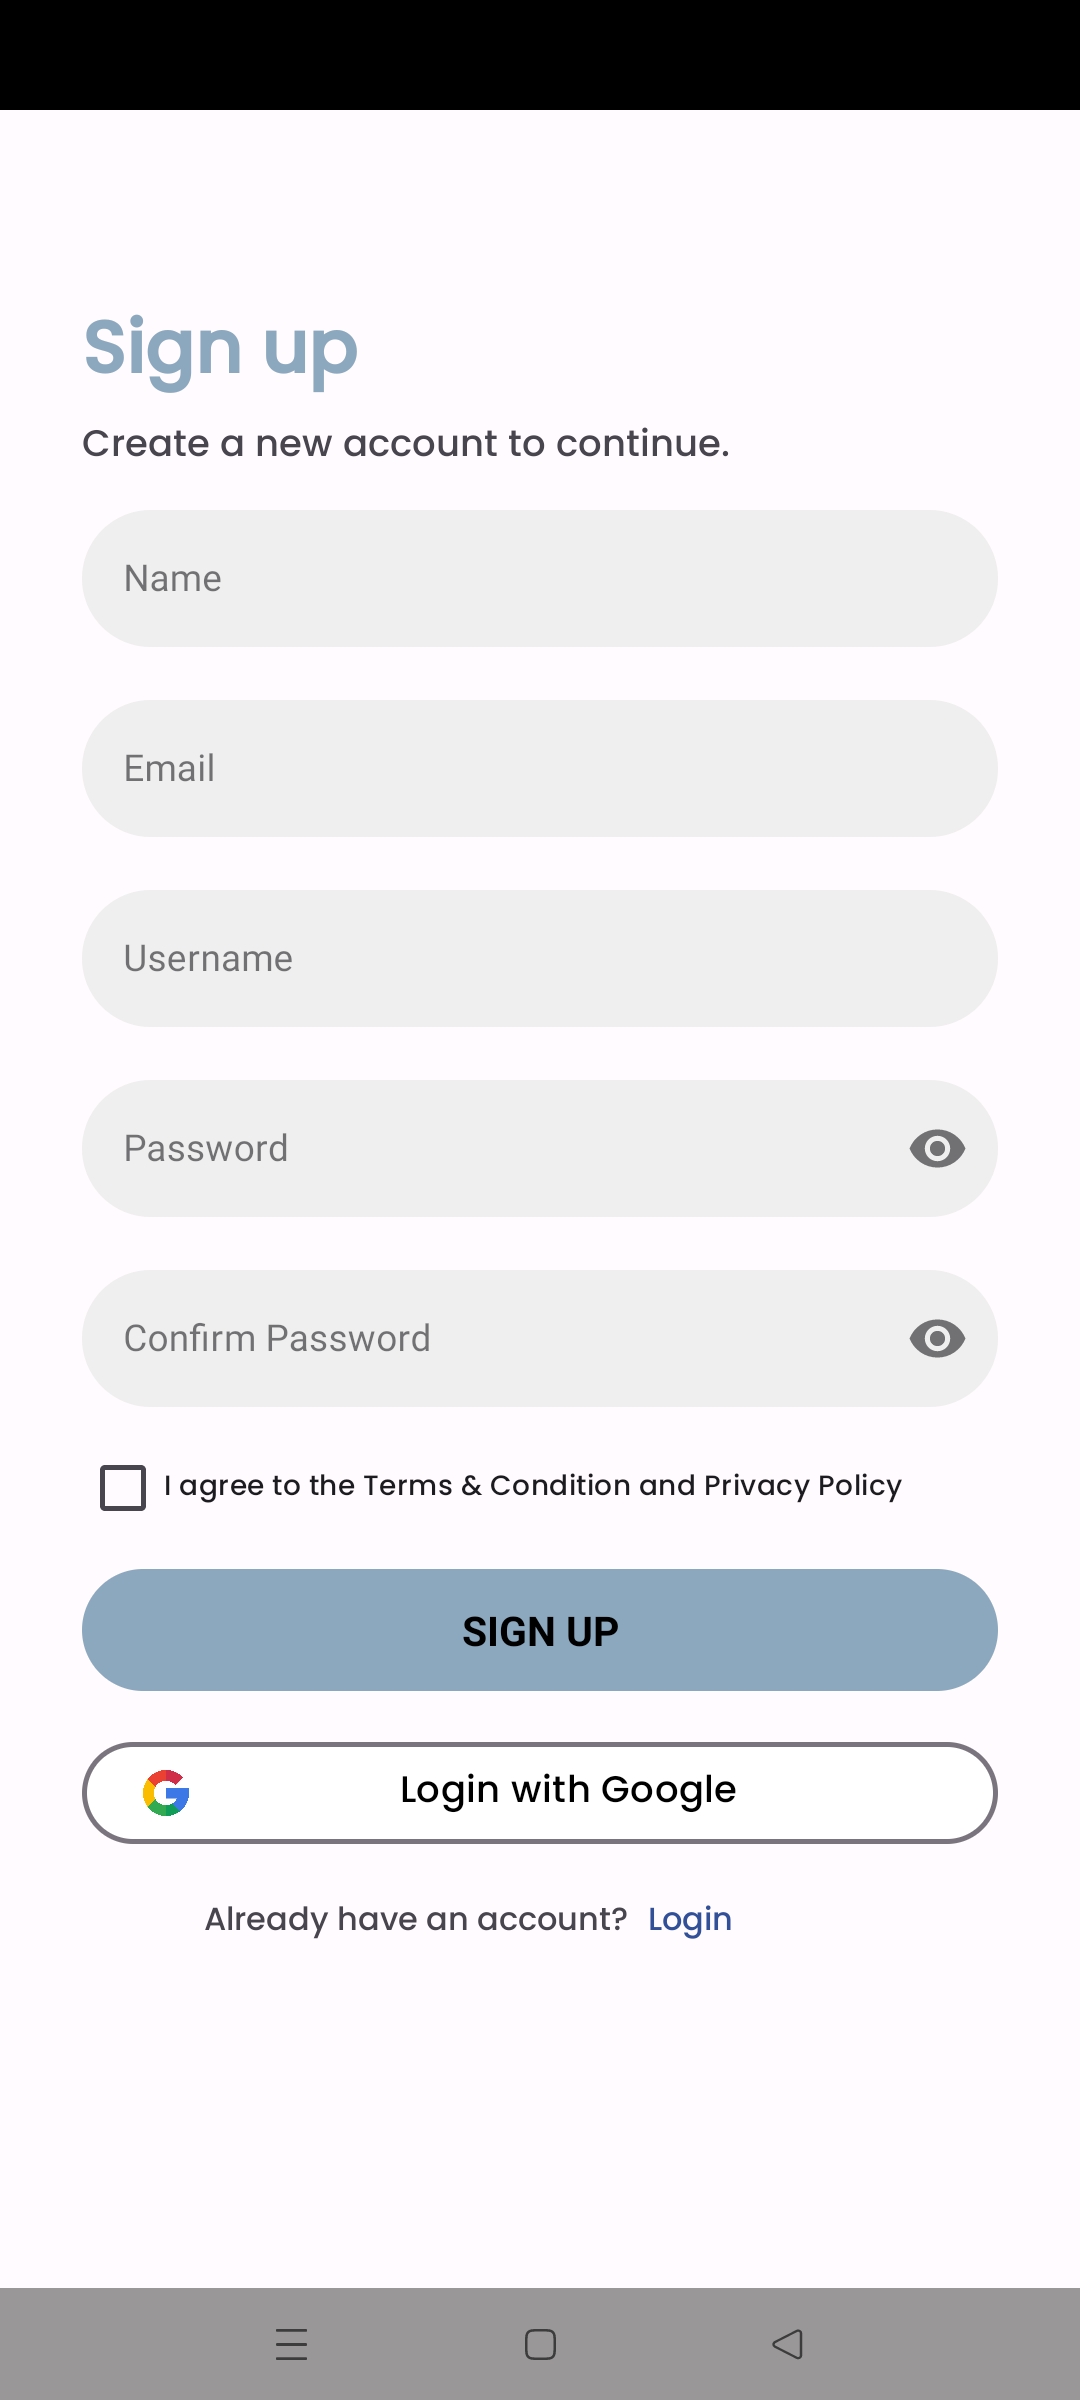 Sign up
Create a new account to continue.
Name
Email
Username
Password
Confirm Password
I agree to the Terms & Condition and Privacy Policy
SIGN UP
Login with Google
Already have an account? Login